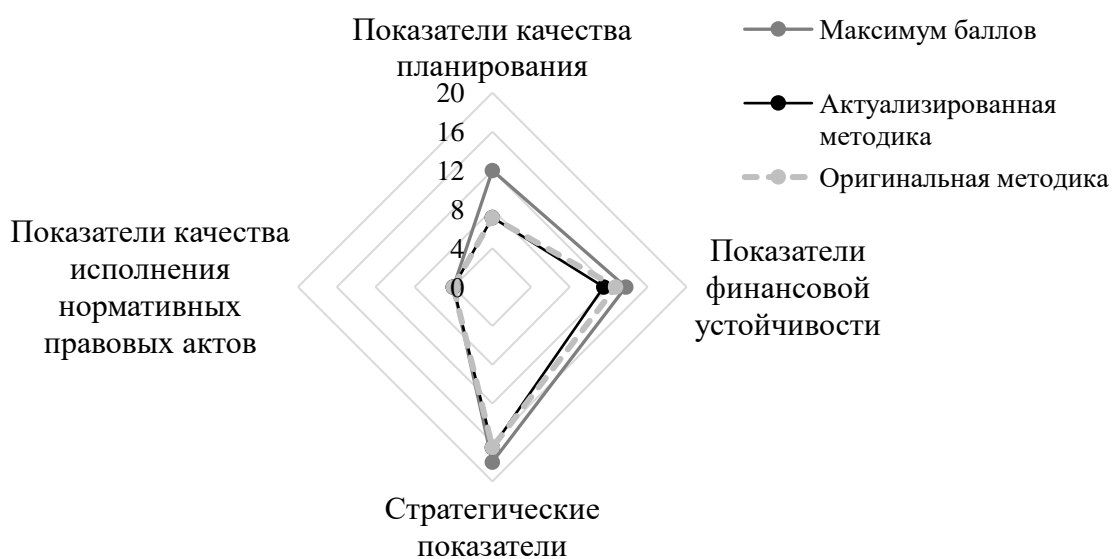 Показатели качества
планирования
20
16
12
8
4
0
Показатели
финансовой
устойчивости
Стратегические
показатели
Показатели качества
исполнения
нормативных
правовых актов
Максимум баллов
Актуализированная
методика
Оригинальная методика